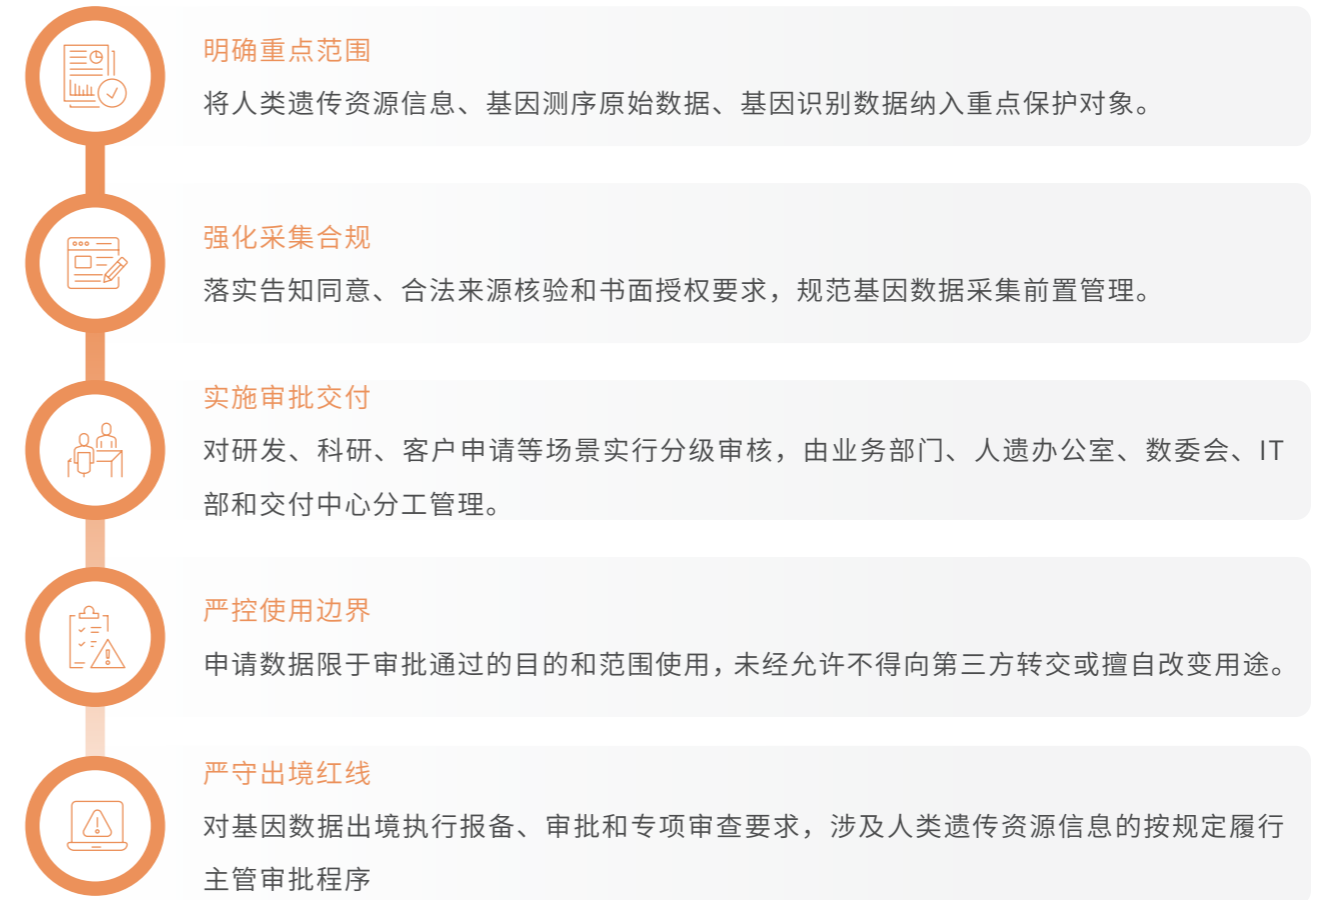 明确重点范围
将人类遗传资源信息、基因测序原始数据、基因识别数据纳入重点保护对象。
强化采集合规
落实告知同意、合法来源核验和书面授权要求，规范基因数据采集前置管理。
实施审批交付
对研发、科研、客户申请等场景实行分级审核，由业务部门、人遗办公室、数委会、IT
部和交付中心分工管理。
严控使用边界
申请数据限于审批通过的目的和范围使用，未经允许不得向第三方转交或擅自改变用途。
严守出境红线
对基因数据出境执行报备、审批和专项审查要求，涉及人类遗传资源信息的按规定履行
主管审批程序